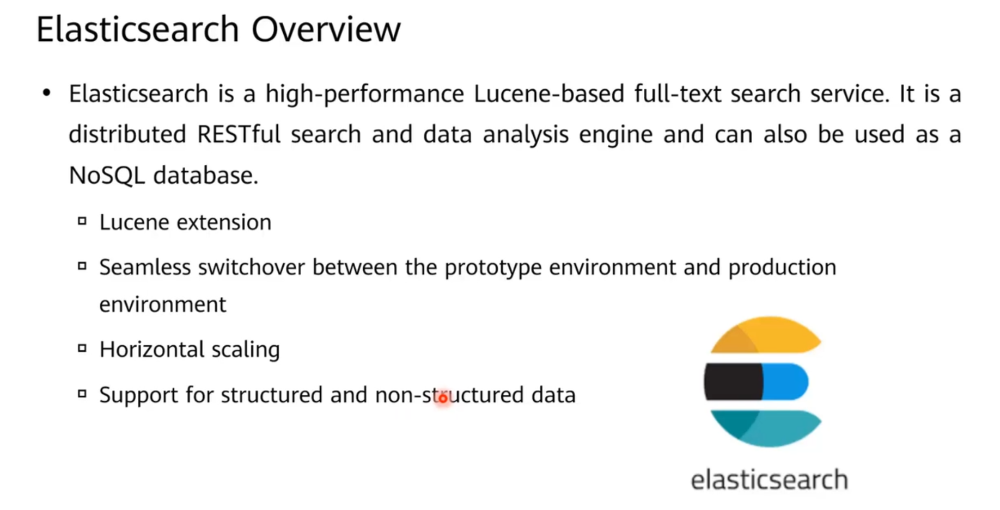 Elasticsearch Overview
• Elasticsearch is a high-performance Lucene-based full-text search service. It is a
distributed RESTful search and data analysis engine and can also be used as a
NoSQL database.
▫ Lucene extension
▫ Seamless switchover between the prototype environment and production
environment
▫ Horizontal scaling
▫ Support for structured and non-structured data
elasticsearch